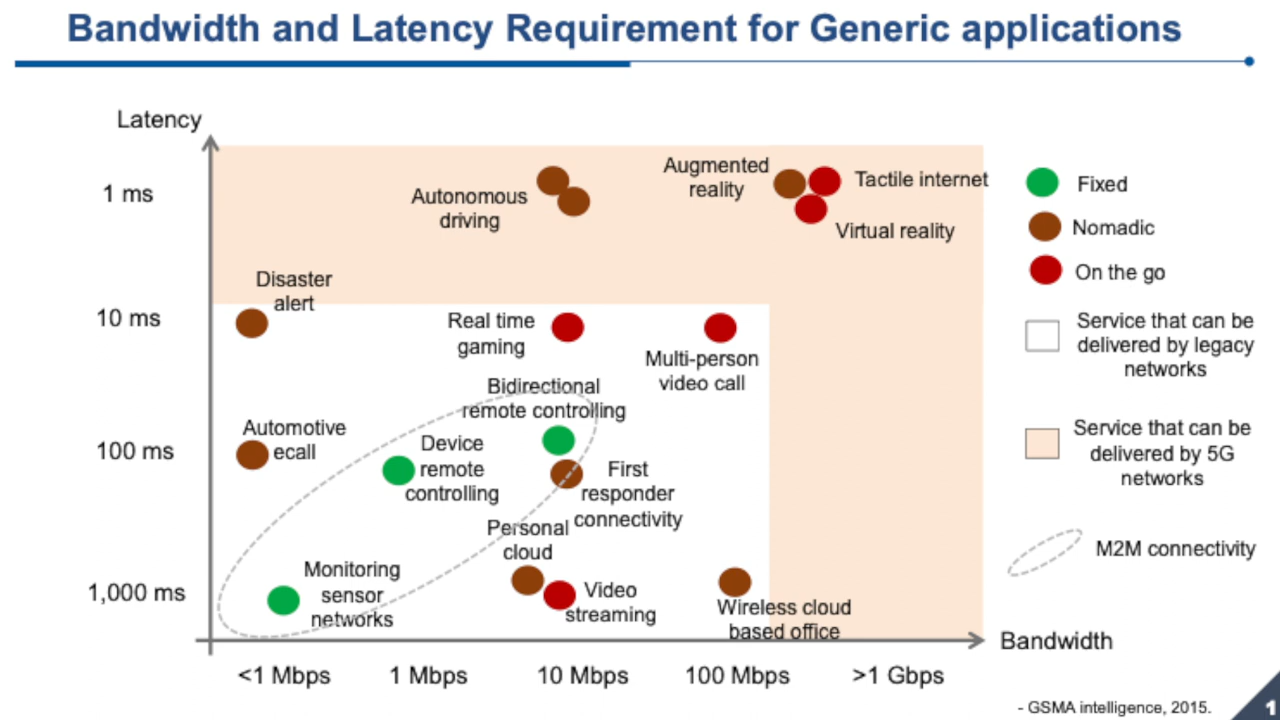 Bandwidth and Latency Requirement for Generic applications
Latency
1 ms
10 ms
100 ms
1,000 ms
Autonomous
driving
Augmented
reality
Tactile internet
Virtual reality
Disaster
alert
Real time
gaming
Multi-person
video call
Bidirectional
remote controlling
Automotive
ecall
Device
remote
controlling
First
responder
connectivity
Personal
cloud
Monitoring
sensor
networks
Video
streaming
Wireless cloud
based office
<1 Mbps
1 Mbps
10 Mbps
100 Mbps
>1 Gbps
Bandwidth
Fixed
Nomadic
On the go
Service that can be
delivered by legacy
networks
Service that can be
delivered by 5G
networks
M2M connectivity
- GSMA intelligence, 2015.
1